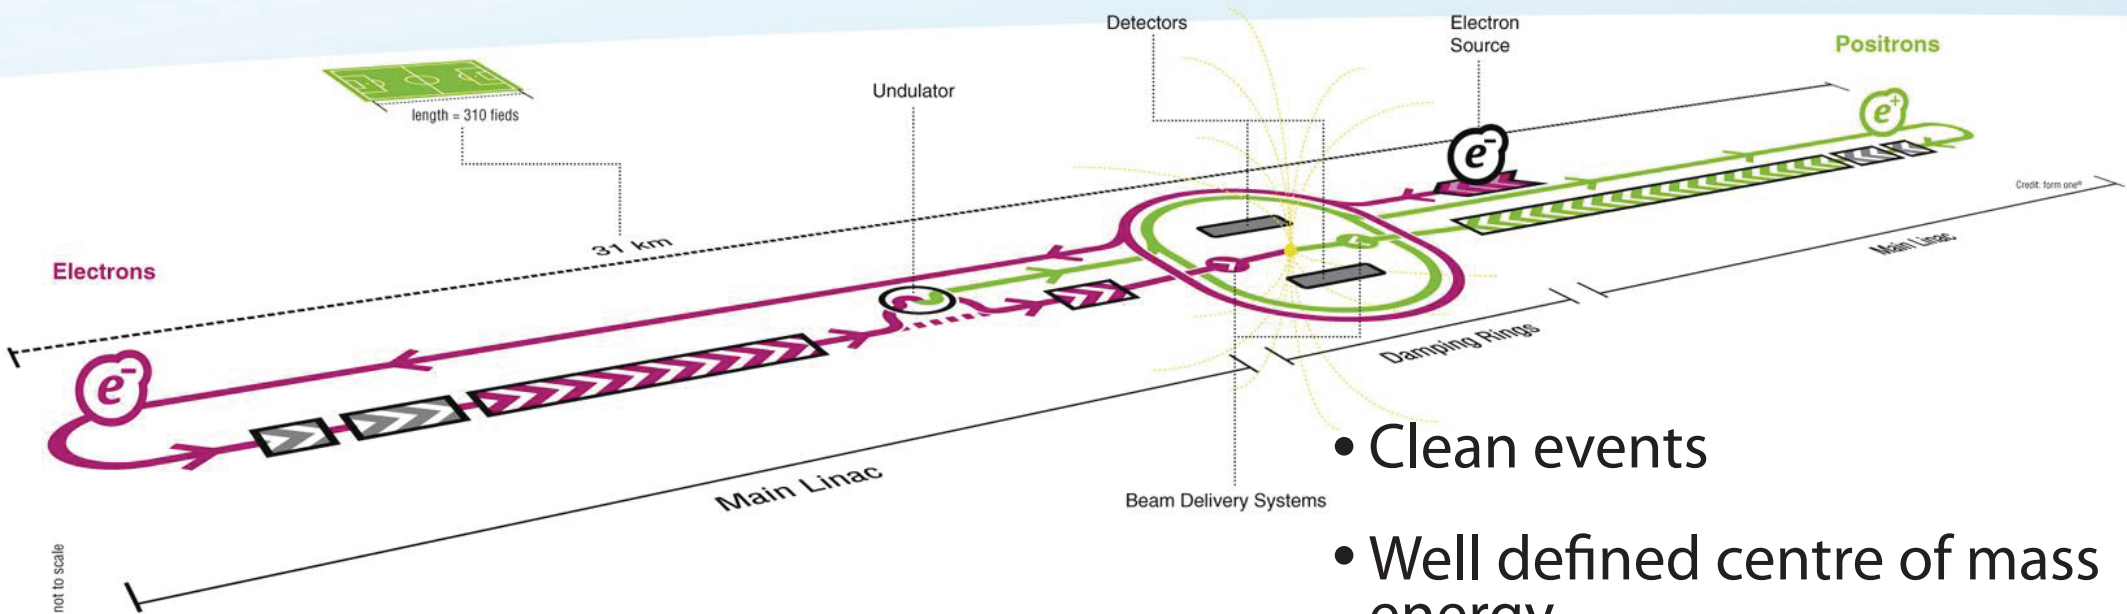 Detectors
Electron
Source
Positrons
Undulator
length = 310 fieds
e⁺
e⁻
Credit: form one®
31 km
Main Linac
Electrons
Damping Rings
e⁻
Main Linac
Beam Delivery Systems
not to scale
• Clean events
• Well defined centre of mass
energy